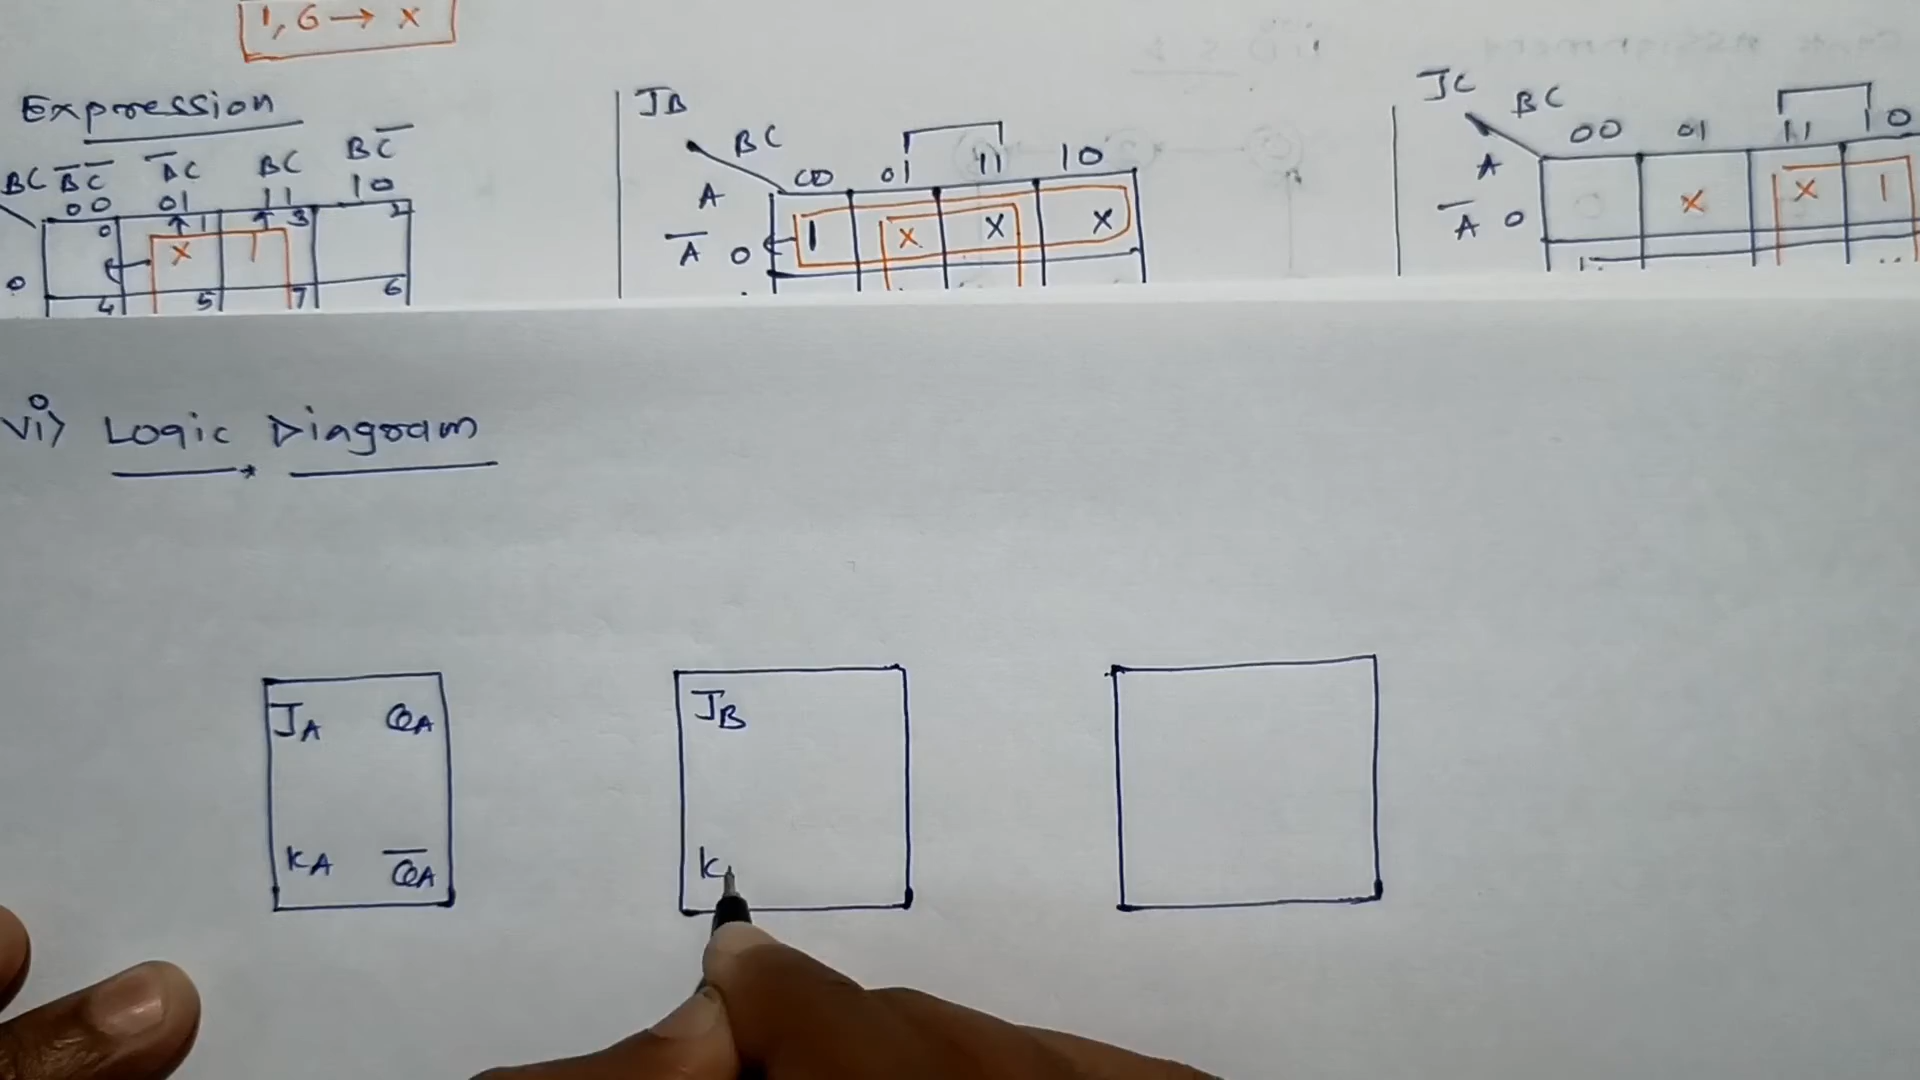 1, 6 → X
Expression
BC B̅C̅ B̅C BC BC̅
00 01 11 10
0 1 3 2
0 X 1
4 5 7 6
JB
BC
A 00 01 11 10
A̅ 0 1 X X X
JC
BC
A 00 01 11 10
A̅ 0 X X 1
vi) Logic Diagram
JA QA
KA Q̅A
JB
K